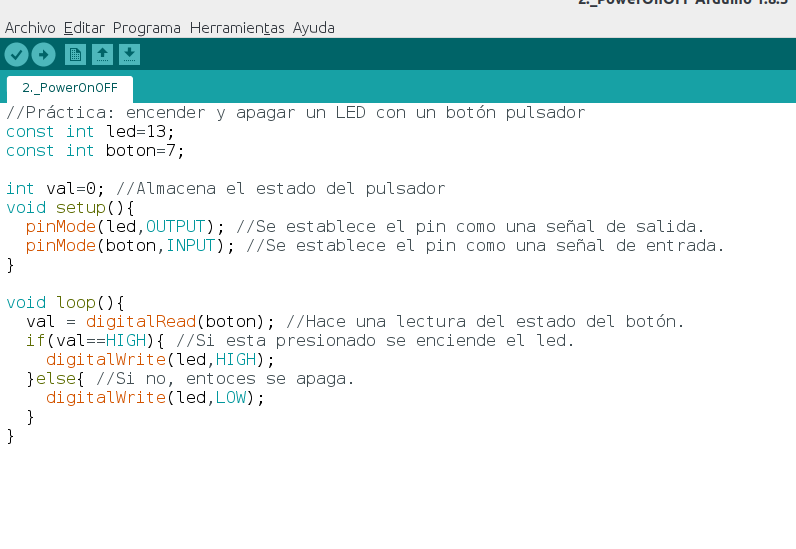 2._PowerOnOFF Arduino 1.8.5
Archivo Editar Programa Herramientas Ayuda
2._PowerOnOFF
//Práctica: encender y apagar un LED con un botón pulsador
const int led=13;
const int boton=7;
int val=0; //Almacena el estado del pulsador
void setup(){
pinMode(led,OUTPUT); //Se establece el pin como una señal de salida.
pinMode(boton,INPUT); //Se establece el pin como una señal de entrada.
}
void loop(){
val = digitalRead(boton); //Hace una lectura del estado del botón.
if(val==HIGH){ //Si esta presionado se enciende el led.
digitalWrite(led,HIGH);
}else{ //Si no, entoces se apaga.
digitalWrite(led,LOW);
}
}